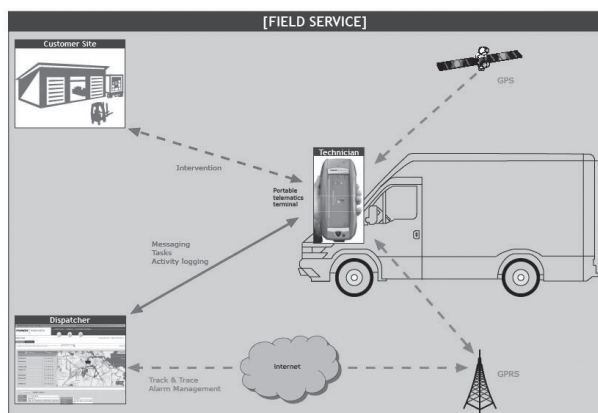 [FIELD SERVICE]
Customer Site
GPS
Technician
Intervention
Portable
telematics
terminal
Messaging
Tasks
Activity logging
Dispatcher
Internet
Track & Trace
Alarm Management
GPRS